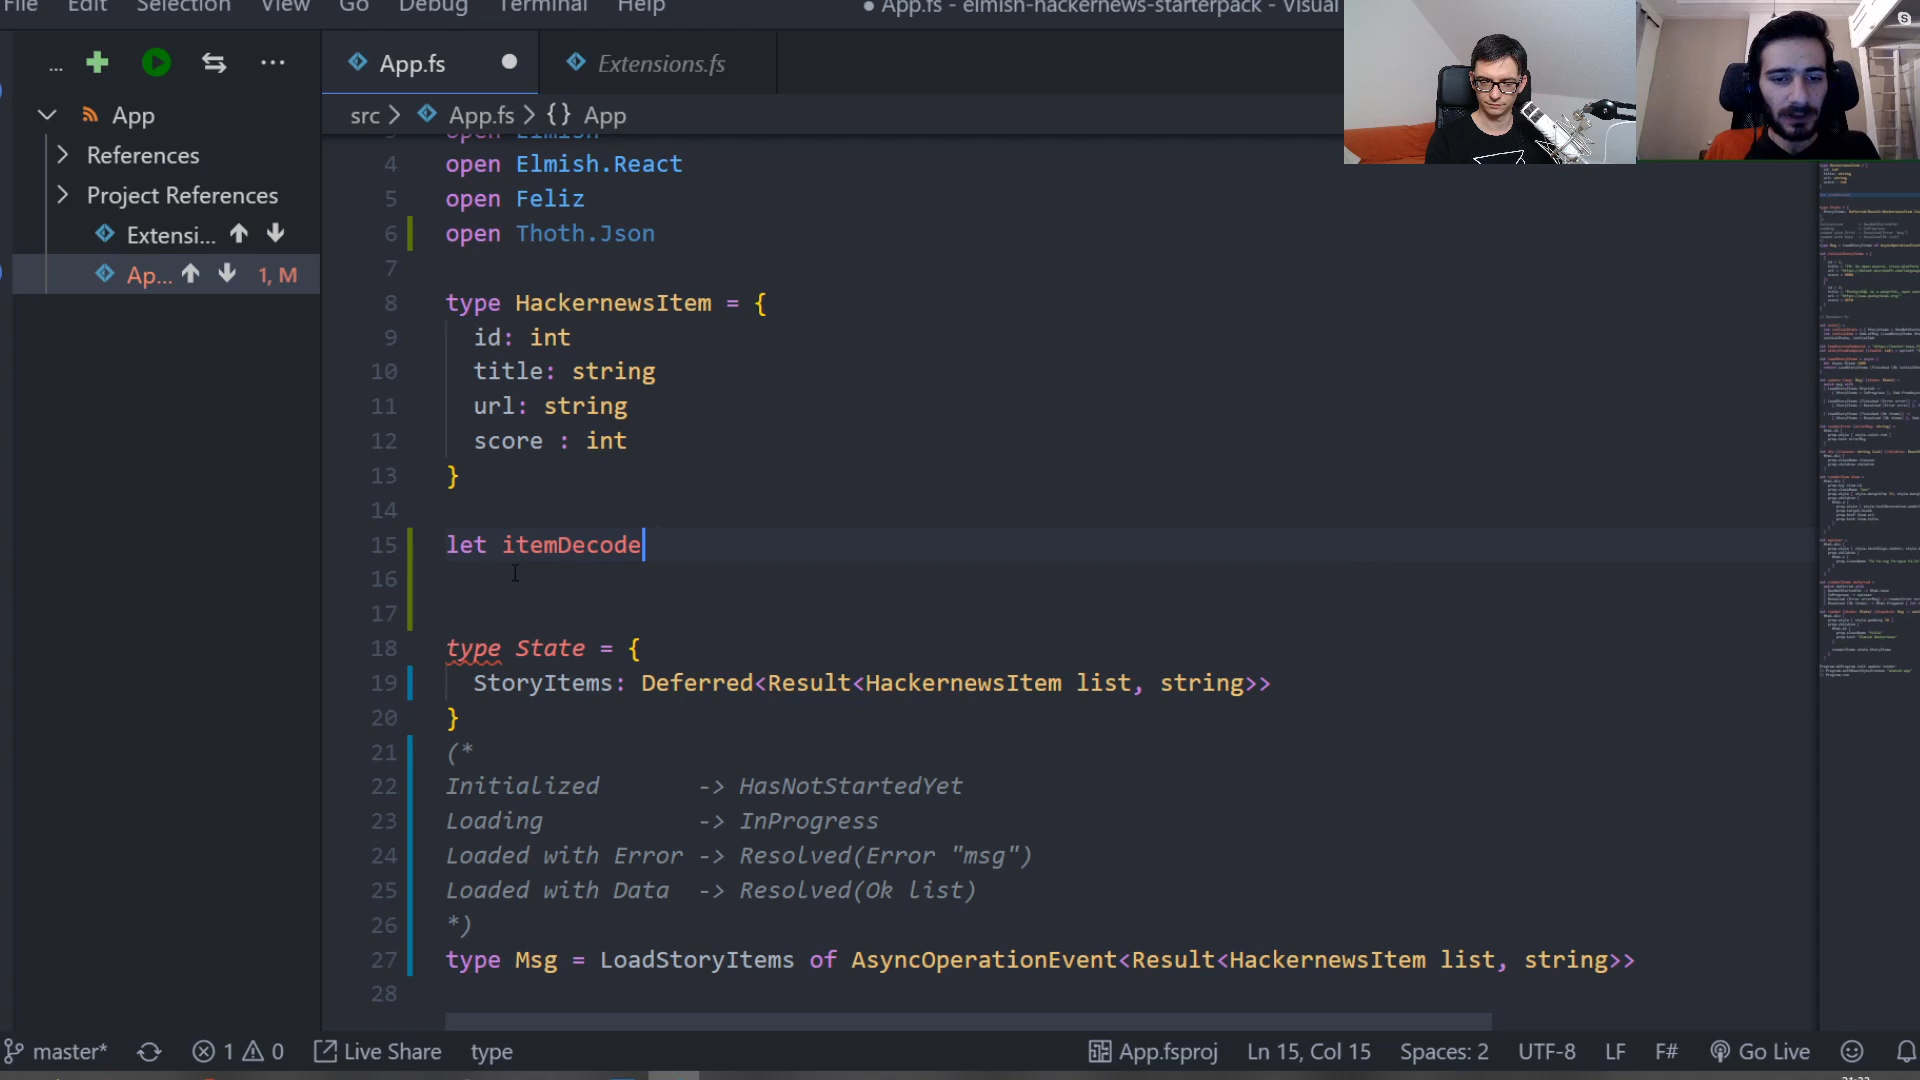 File Edit Selection View Go Debug Terminal Help ● App.fs - elmish-hackernews-starterpack - Visual
... App.fs Extensions.fs
App
src > App.fs > {} App
References
Project References
Extensi...
Ap... 1, M
open Elmish
4 open Elmish.React
5 open Feliz
6 open Thoth.Json
7
8 type HackernewsItem = {
9 id: int
10 title: string
11 url: string
12 score : int
13 }
14
15 let itemDecode
16
17
18 type State = {
19 StoryItems: Deferred<Result<HackernewsItem list, string>>
20 }
21 (*
22 Initialized -> HasNotStartedYet
23 Loading -> InProgress
24 Loaded with Error -> Resolved(Error "msg")
25 Loaded with Data -> Resolved(Ok list)
26 *)
27 type Msg = LoadStoryItems of AsyncOperationEvent<Result<HackernewsItem list, string>>
28
master* 1 0 Live Share type App.fsproj Ln 15, Col 15 Spaces: 2 UTF-8 LF F# Go Live